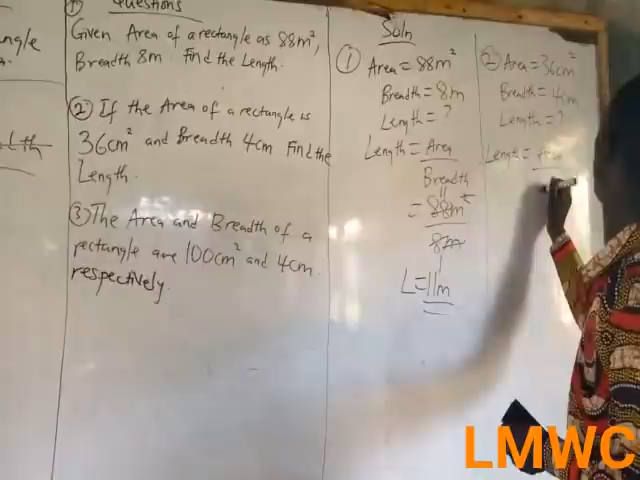 ngle
dth
① Questions
Given Area of a rectangle as 88m²,
Breadth 8m. Find the Length.
② If the Area of a rectangle is
36cm² and Breadth 4cm Find the
Length.
③ The Area and Breadth of a
rectangle are 100cm² and 4cm
respectively.
Soln
① Area = 88m²
Breadth = 8m
Length = ?
Length = Area
Breadth
= 88m²
8m
L = 11m
② Area = 36cm²
Breadth = 4cm
Length = ?
Length =
LMWC